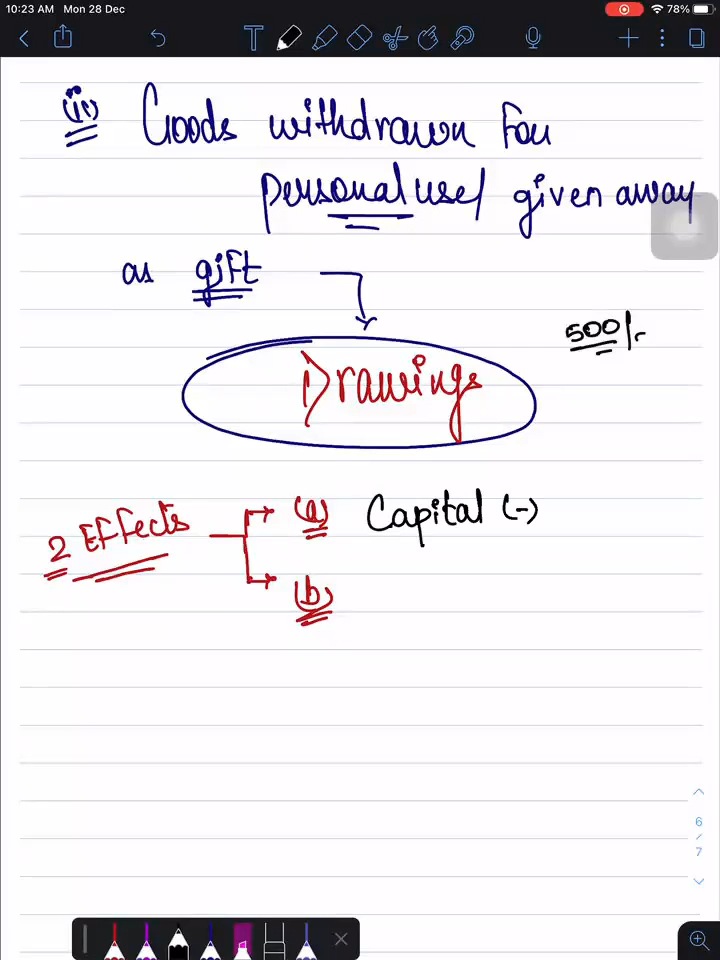 10:23 AM Mon 28 Dec
78%
(iv) Goods withdrawn for
personal use/ given away
as gift
500/-
Drawings
2 Effects
(a) Capital (-)
(b)
6
/
7